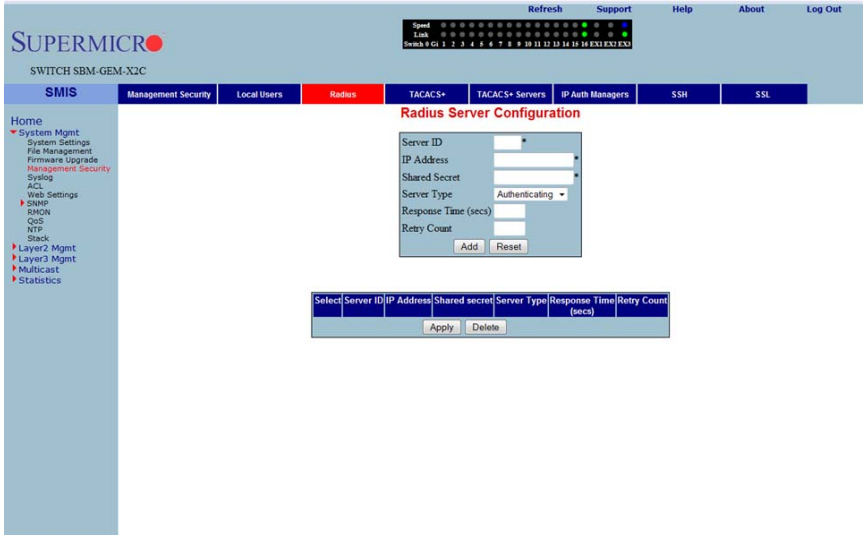 Refresh Support Help About Log Out
SUPERMICRO
Speed
Link
Switch 0 Gi 1 2 3 4 5 6 7 8 9 10 11 12 13 14 15 16 EX1 EX2 EX3
SWITCH SBM-GEM-X2C
SMIS
Management Security Local Users Radius TACACS+ TACACS+ Servers IP Auth Managers SSH SSL
Radius Server Configuration
Home
System Mgmt
System Settings
File Management
Firmware Upgrade
Management Security
Syslog
ACL
Web Settings
SNMP
RMON
QoS
NTP
Stack
Layer2 Mgmt
Layer3 Mgmt
Multicast
Statistics
Server ID *
IP Address *
Shared Secret *
Server Type Authenticating
Response Time (secs)
Retry Count
Add Reset
Select Server ID IP Address Shared secret Server Type Response Time (secs) Retry Count
Apply Delete